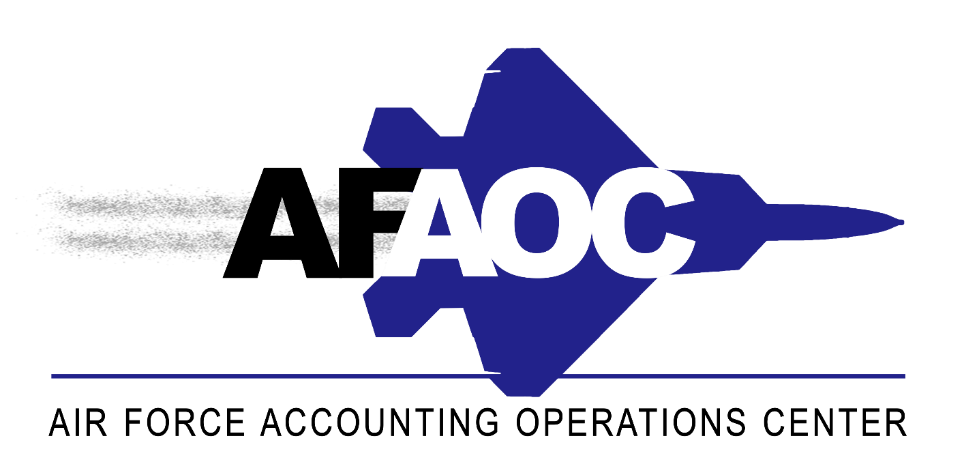 AFAOC
AIR FORCE ACCOUNTING OPERATIONS CENTER